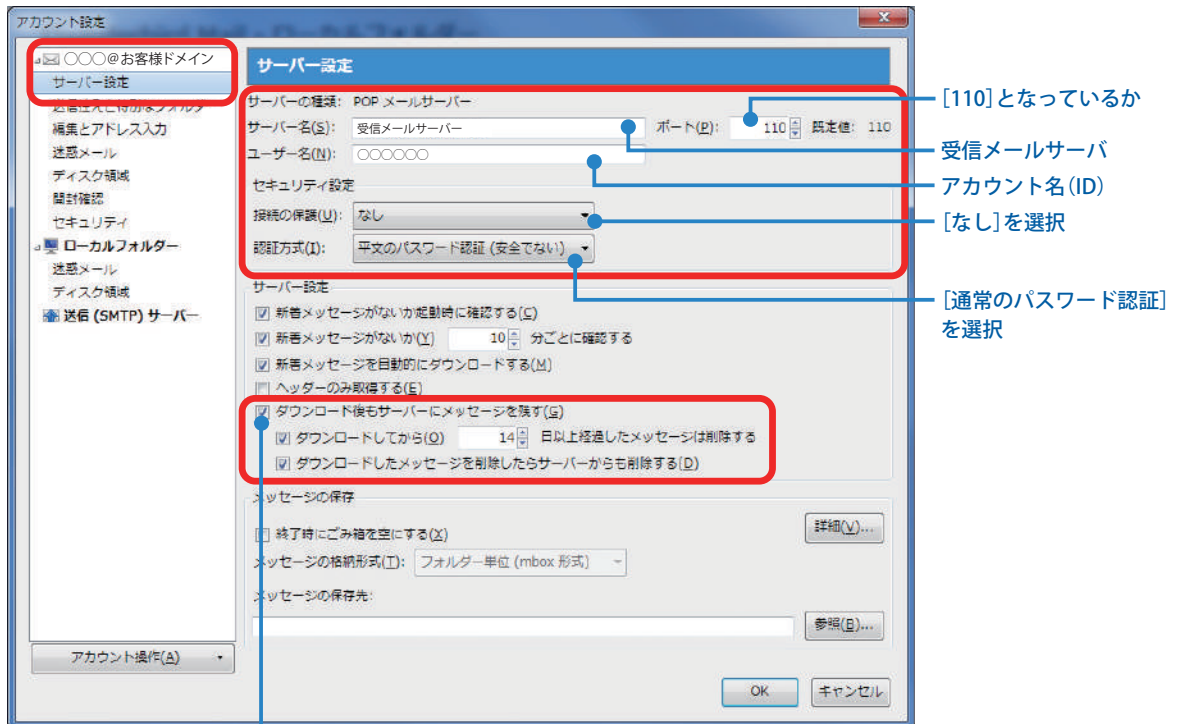 アカウント設定
○○○@お客様ドメイン
サーバー設定
送信控えと特別なフォルダー
編集とアドレス入力
迷惑メール
ディスク領域
開封確認
セキュリティ
ローカルフォルダー
迷惑メール
ディスク領域
送信 (SMTP) サーバー
アカウント操作(A)
サーバー設定
サーバーの種類: POP メールサーバー
サーバー名(S): 受信メールサーバー ポート(P): 110 既定値: 110
ユーザー名(N): ○○○○○○
セキュリティ設定
接続の保護(U): なし
認証方式(I): 平文のパスワード認証 (安全でない)
サーバー設定
新着メッセージがないか起動時に確認する(C)
新着メッセージがないか(Y) 10 分ごとに確認する
新着メッセージを自動的にダウンロードする(M)
ヘッダーのみ取得する(E)
ダウンロード後もサーバーにメッセージを残す(G)
ダウンロードしてから(O) 14 日以上経過したメッセージは削除する
ダウンロードしたメッセージを削除したらサーバーからも削除する(D)
メッセージの保存
終了時にごみ箱を空にする(X)
詳細(V)...
メッセージの格納形式(T): フォルダー単位 (mbox 形式)
メッセージの保存先:
参照(B)...
OK キャンセル
[110]となっているか
受信メールサーバ
アカウント名(ID)
[なし]を選択
[通常のパスワード認証]
を選択